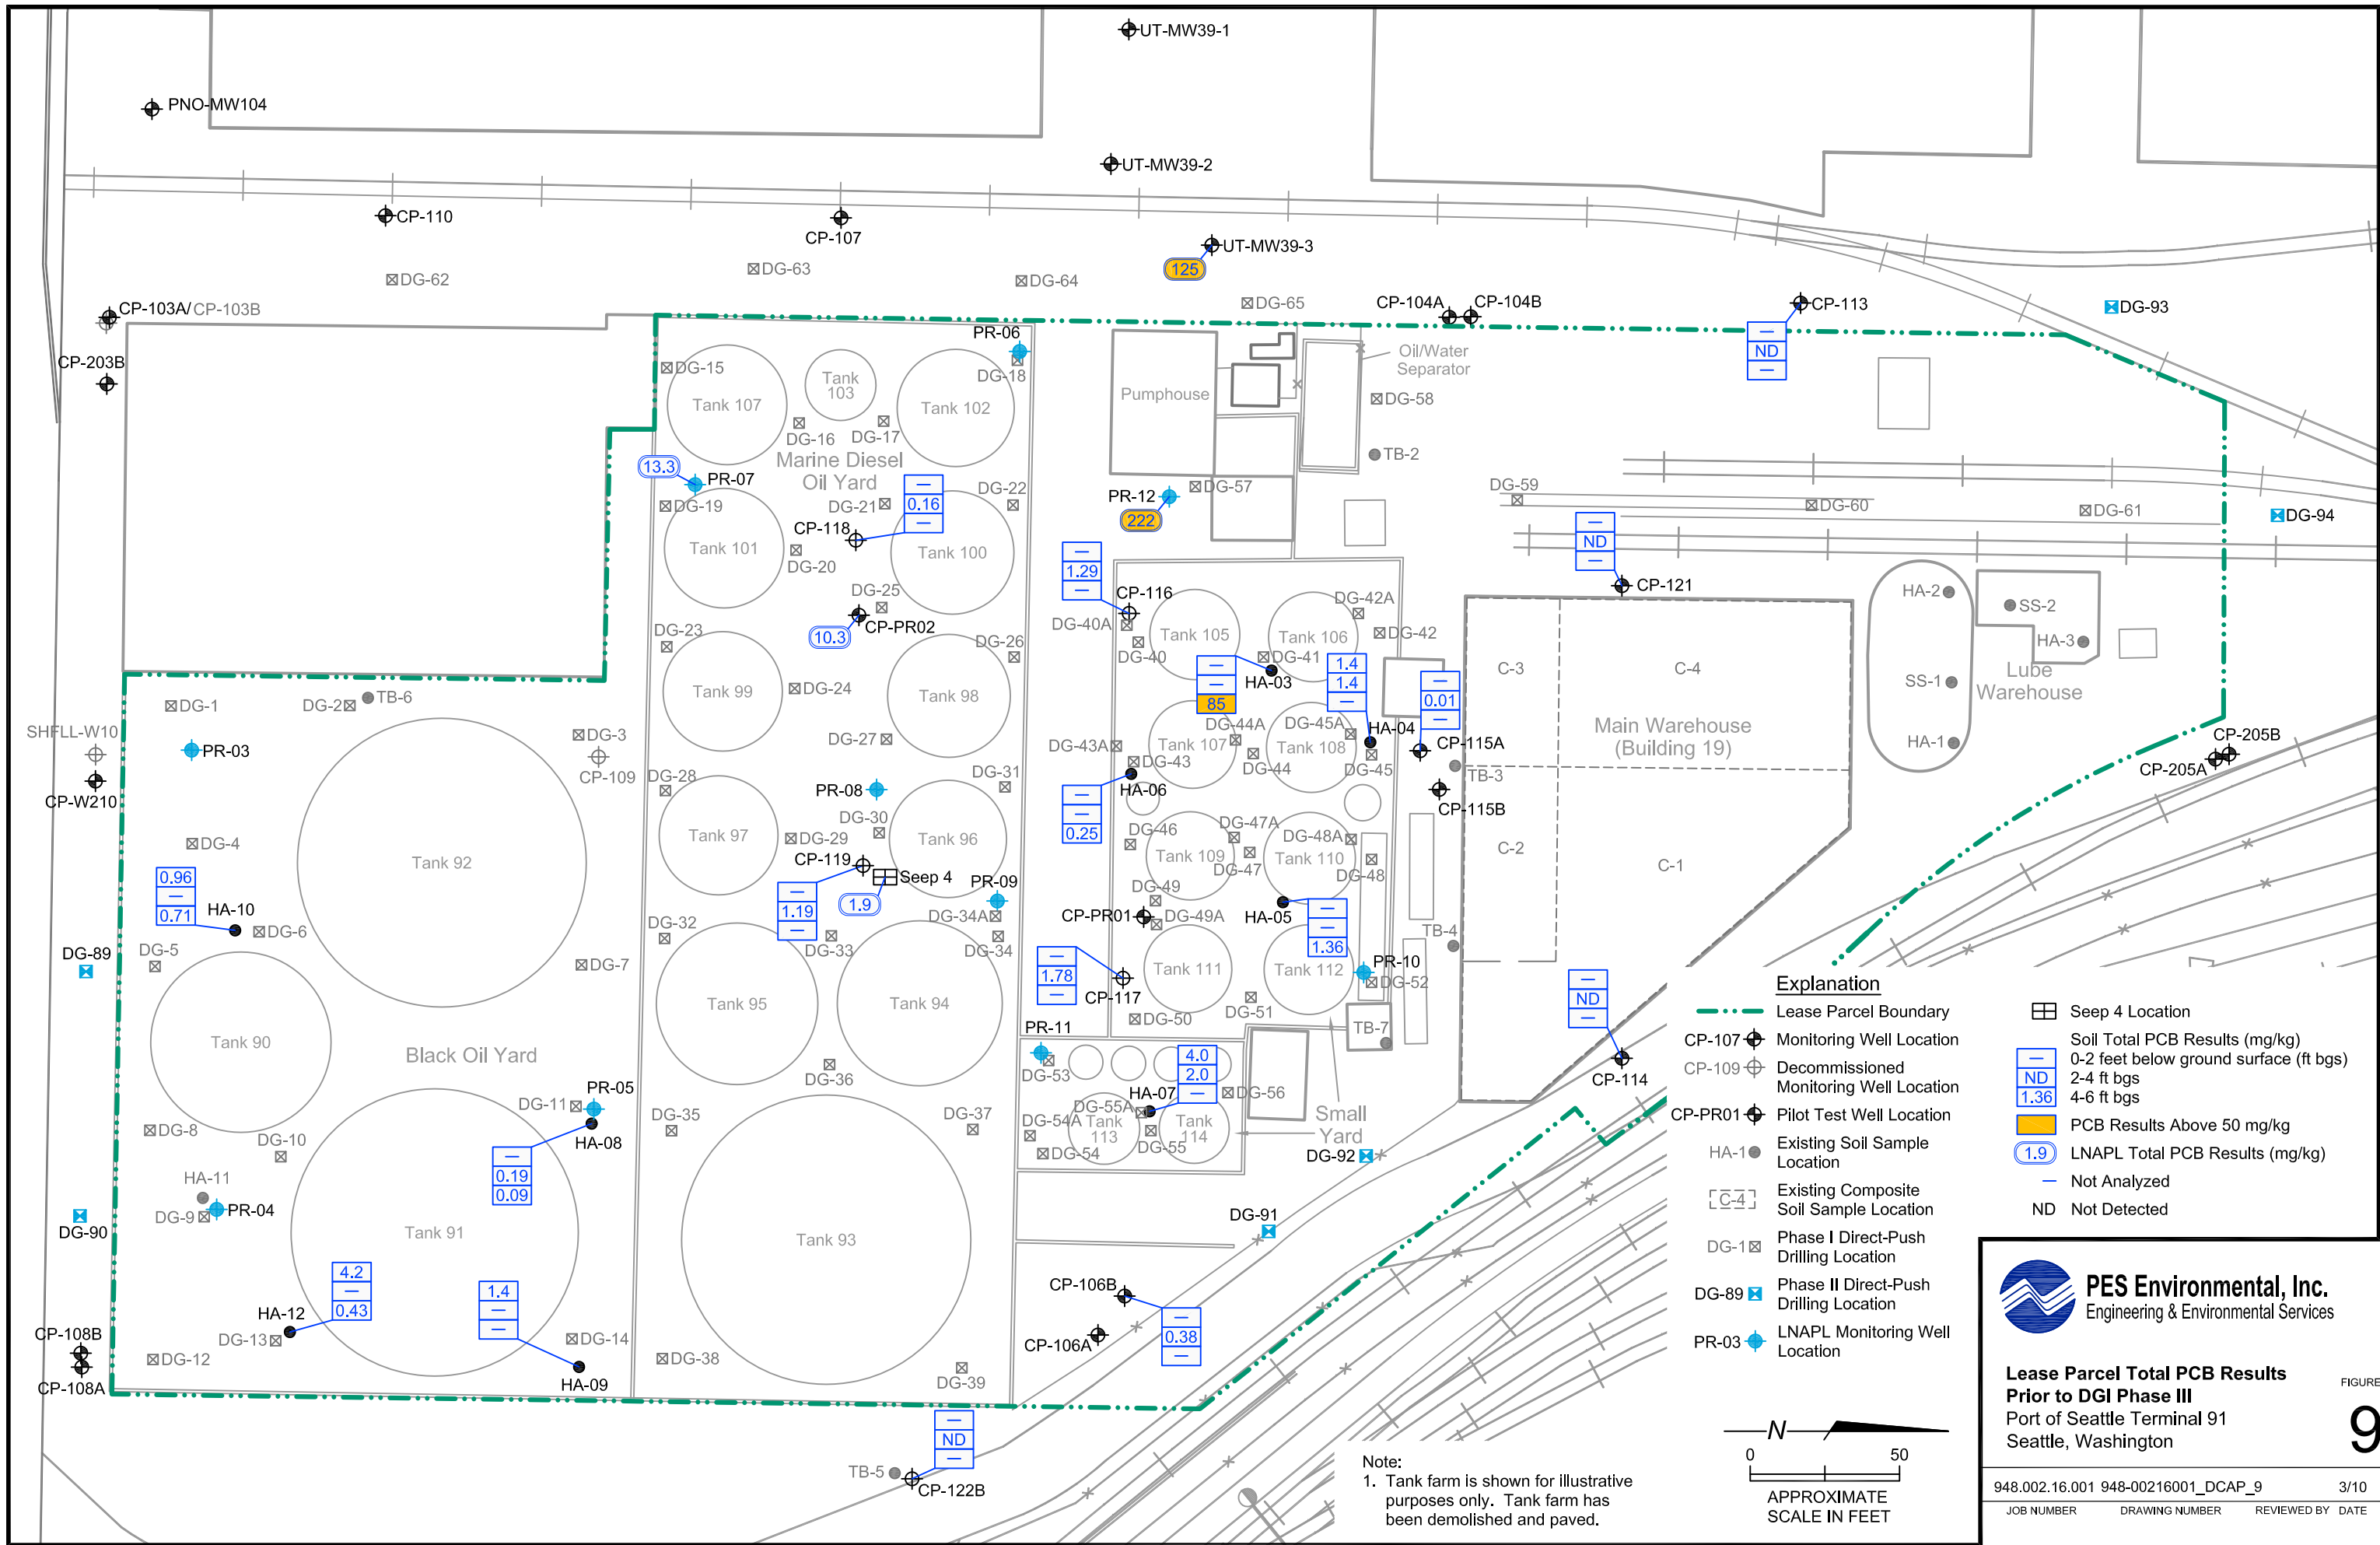 UT-MW39-1
PNO-MW104
UT-MW39-2
CP-110
CP-107
UT-MW39-3
125
DG-62
DG-63
DG-64
DG-65
CP-103A/CP-103B
CP-104A
CP-104B
CP-113
—
ND
—
DG-93
CP-203B
PR-06
DG-15
DG-18
Tank 107
Tank
103
Tank 102
Pumphouse
Oil/Water
Separator
DG-58
DG-16
DG-17
Marine Diesel
Oil Yard
TB-2
13.3
PR-07
DG-19
DG-21
—
0.16
—
DG-22
PR-12
222
DG-57
DG-59
DG-60
DG-61
DG-94
CP-118
Tank 101
DG-20
Tank 100
—
ND
—
CP-121
—
1.29
—
CP-116
DG-25
CP-PR02
10.3
DG-40A
DG-40
Tank 105
Tank 106
DG-42A
DG-42
DG-41
HA-2
SS-2
HA-3
DG-23
DG-26
Tank 99
DG-24
Tank 98
—
—
85
HA-03
1.4
1.4
—
HA-04
—
0.01
—
CP-115A
C-3
C-4
SS-1
Lube
Warehouse
Main Warehouse
(Building 19)
HA-1
DG-1
DG-2
TB-6
SHFLL-W10
PR-03
DG-3
CP-109
CP-W210
DG-27
DG-28
PR-08
DG-31
DG-43A
DG-43
HA-06
—
—
0.25
Tank 107
DG-44A
DG-44
Tank 108
DG-45A
DG-45
TB-3
CP-115B
CP-205B
CP-205A
DG-4
Tank 92
Tank 97
DG-29
DG-30
Tank 96
CP-119
Seep 4
1.9
—
1.19
—
DG-46
Tank 109
DG-47A
DG-47
Tank 110
DG-48A
DG-48
C-2
C-1
0.96
—
0.71
HA-10
DG-6
DG-5
DG-89
DG-7
DG-32
DG-33
PR-09
DG-34A
DG-34
DG-49
CP-PR01
DG-49A
HA-05
—
—
1.36
TB-4
—
1.78
—
CP-117
Tank 111
Tank 112
PR-10
DG-52
DG-50
DG-51
TB-7
—
ND
—
CP-114
Tank 90
Black Oil Yard
Tank 95
Tank 94
DG-36
PR-11
DG-53
4.0
2.0
—
HA-07
DG-56
DG-55A
DG-54A
Tank
113
Tank
114
DG-54
DG-55
Small
Yard
DG-92
DG-8
DG-10
DG-11
PR-05
HA-08
—
0.19
0.09
DG-35
DG-37
HA-11
DG-9
PR-04
DG-90
Tank 91
Tank 93
DG-91
4.2
—
0.43
HA-12
DG-13
1.4
—
—
HA-09
DG-14
CP-108B
CP-108A
DG-12
DG-38
DG-39
CP-106B
CP-106A
—
0.38
—
—
ND
—
TB-5
CP-122B
Explanation
Lease Parcel Boundary
CP-107 Monitoring Well Location
CP-109 Decommissioned
Monitoring Well Location
CP-PR01 Pilot Test Well Location
HA-1 Existing Soil Sample
Location
C-4 Existing Composite
Soil Sample Location
DG-1 Phase I Direct-Push
Drilling Location
DG-89 Phase II Direct-Push
Drilling Location
PR-03 LNAPL Monitoring Well
Location
Seep 4 Location
Soil Total PCB Results (mg/kg)
— 0-2 feet below ground surface (ft bgs)
ND 2-4 ft bgs
1.36 4-6 ft bgs
PCB Results Above 50 mg/kg
1.9 LNAPL Total PCB Results (mg/kg)
— Not Analyzed
ND Not Detected
N
0 50
APPROXIMATE
SCALE IN FEET
Note:
1. Tank farm is shown for illustrative
purposes only. Tank farm has
been demolished and paved.
PES Environmental, Inc.
Engineering & Environmental Services
Lease Parcel Total PCB Results
Prior to DGI Phase III
Port of Seattle Terminal 91
Seattle, Washington
FIGURE
9
948.002.16.001 948-00216001_DCAP_9 3/10
JOB NUMBER DRAWING NUMBER REVIEWED BY DATE